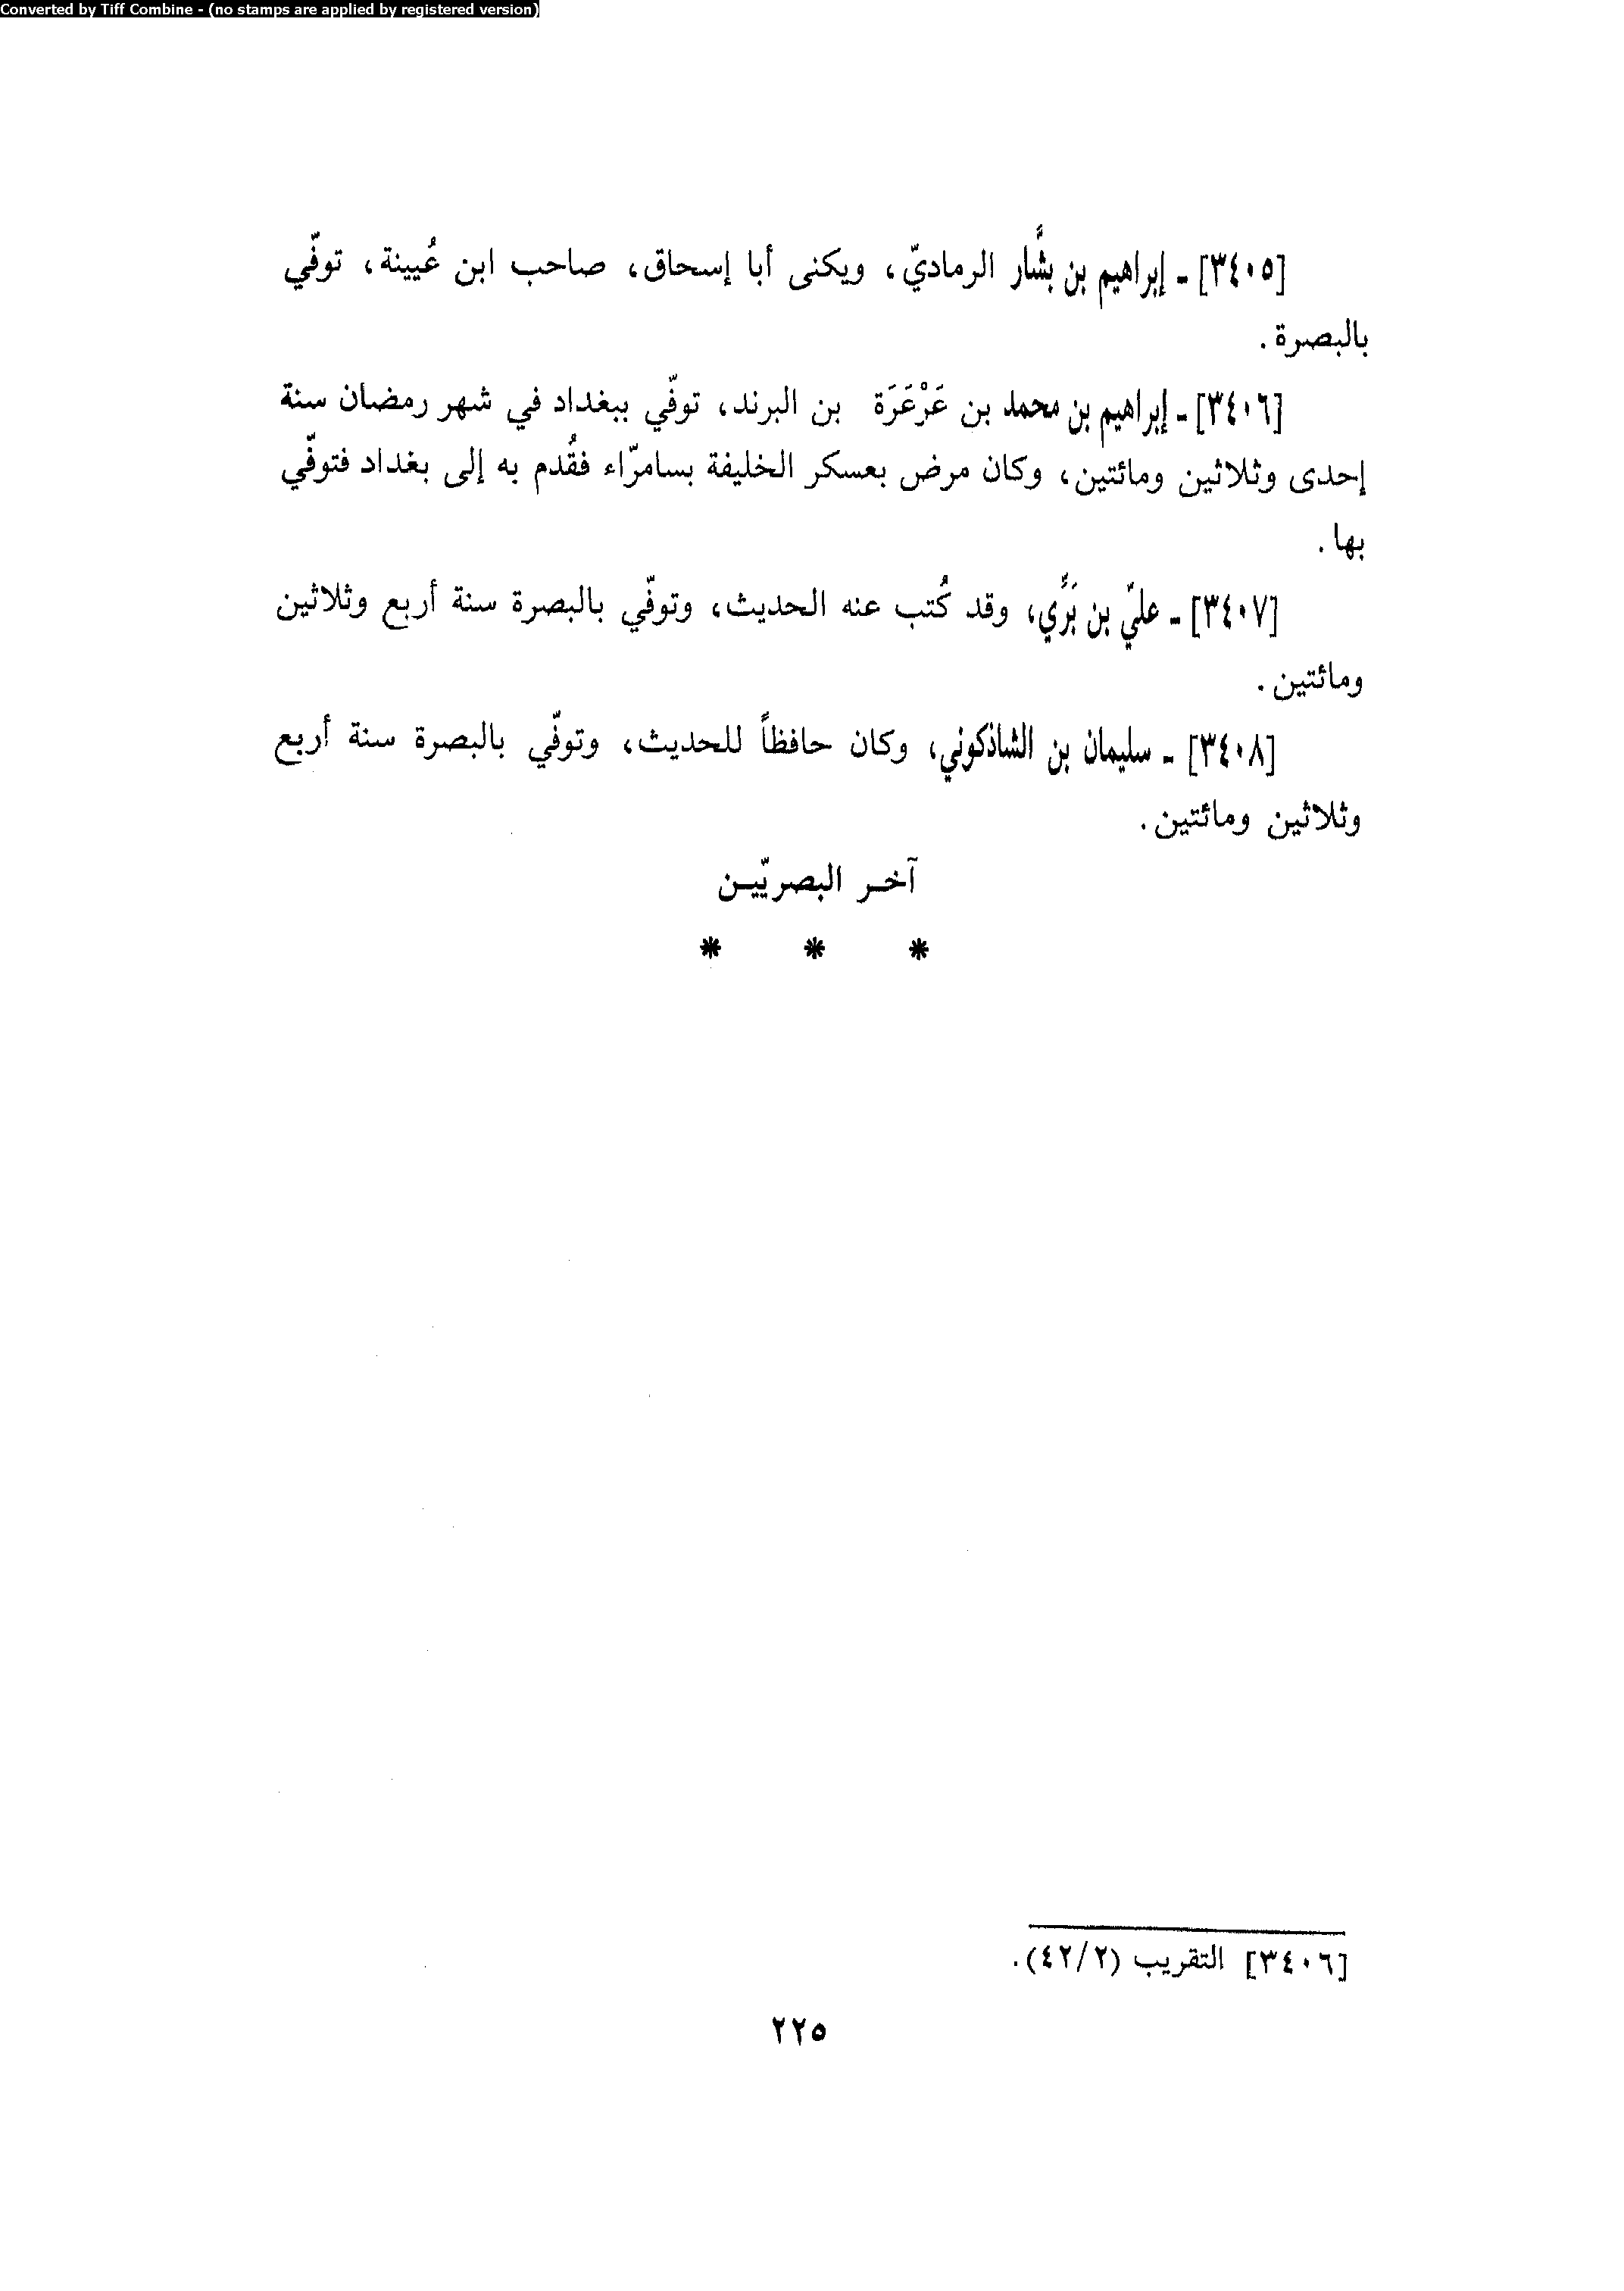 Converted by Tiff Combine - (no stamps are applied by registered version)
[٣٤٠٥] - إبراهيم بن بشَّار الرماديّ، ويكنى أبا إسحاق، صاحب ابن عُيينة، توفّي
بالبصرة.
[٣٤٠٦] - إبراهيم بن محمد بن عَرْعَرَة بن البرند، توفّي ببغداد في شهر رمضان سنة
إحدى وثلاثين ومائتين، وكان مرض بعسكر الخليفة بسامرّاء فقُدم به إلى بغداد فتوفّي
بها.
[٣٤٠٧] - عليّ بن بَرِّي، وقد كُتب عنه الحديث، وتوفّي بالبصرة سنة أربع وثلاثين
ومائتين.
[٣٤٠٨] - سليمان بن الشاذكوني، وكان حافظاً للحديث، وتوفّي بالبصرة سنة أربع
وثلاثين ومائتين.
آخر البصريّين
* * *
[٣٤٠٦] التقريب (٤٢/٢).
٢٢٥